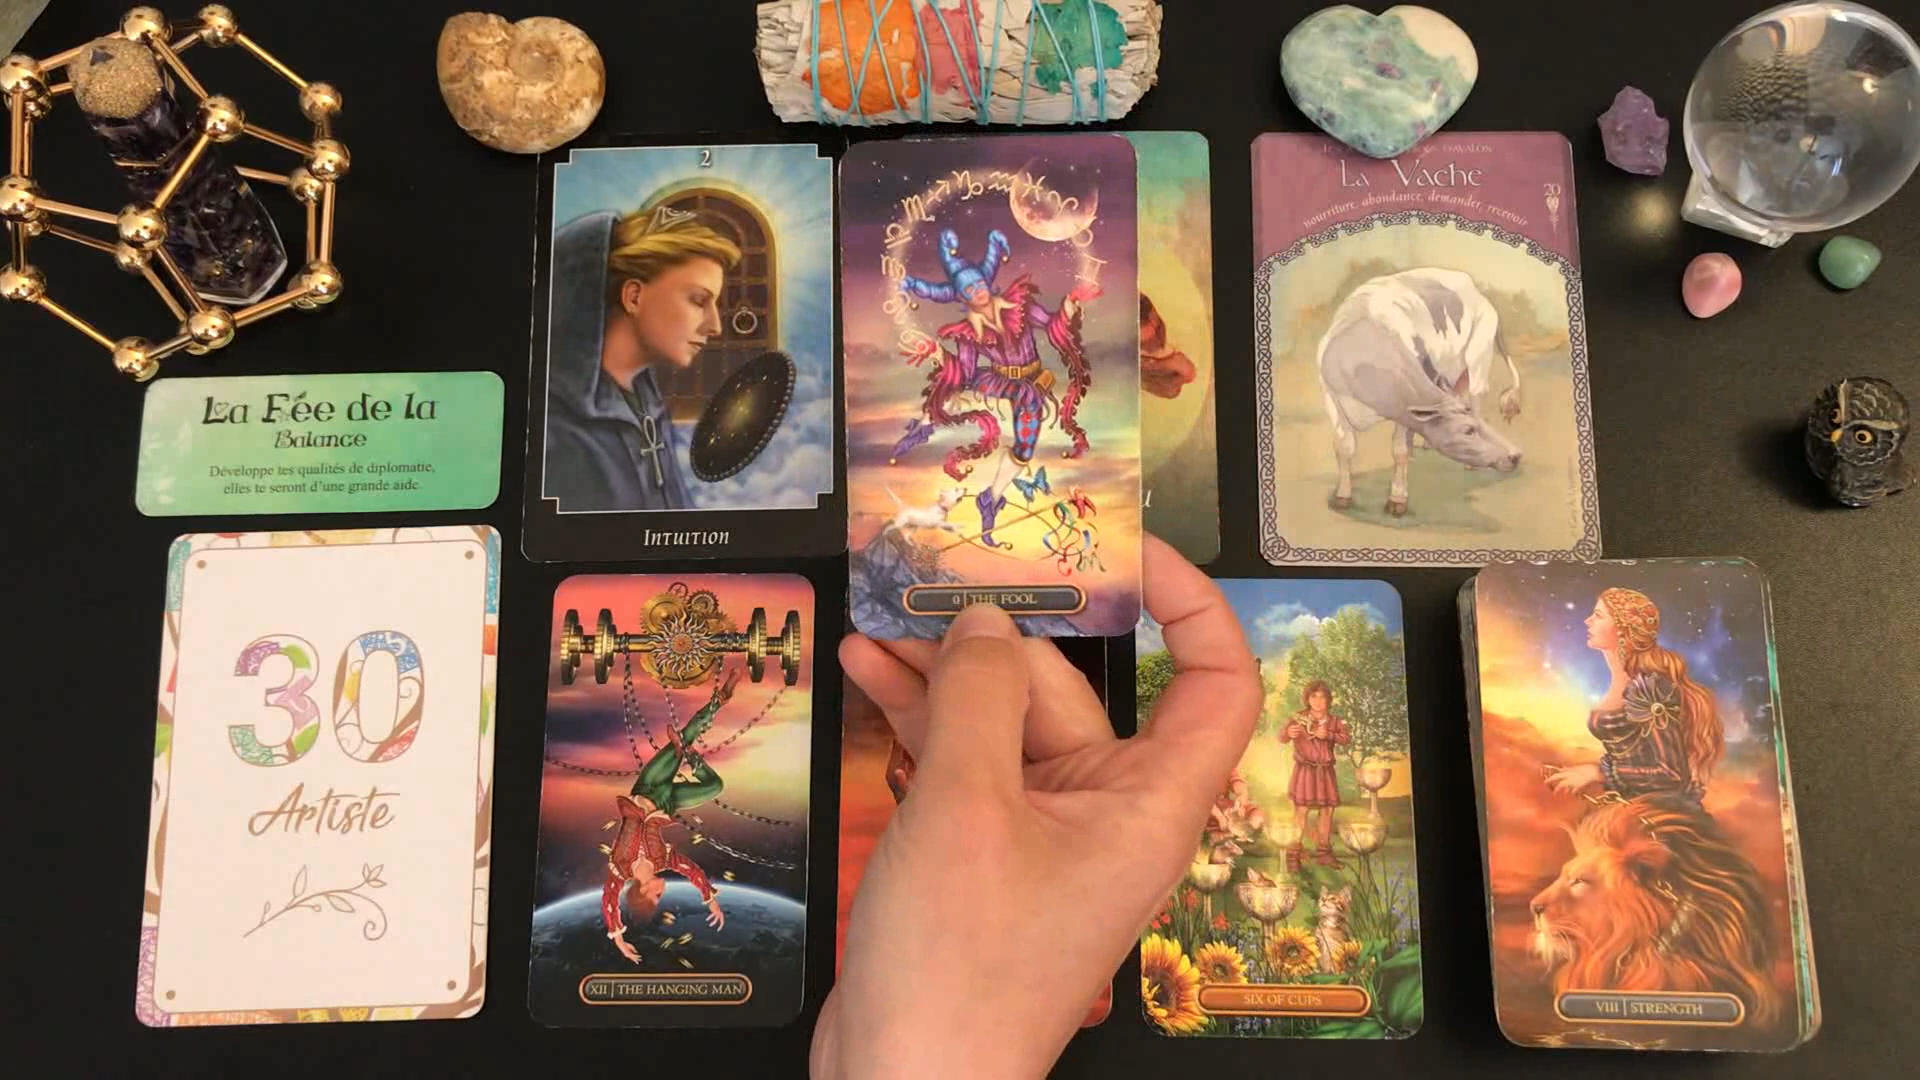 2
Intuition
0 | THE FOOL
La Vache
nourriture, abondance, demander, recevoir
20
La Fée de la
Balance
Développe tes qualités de diplomatie,
elles te seront d'une grande aide
30
Artiste
XII | THE HANGING MAN
SIX OF CUPS
VIII | STRENGTH